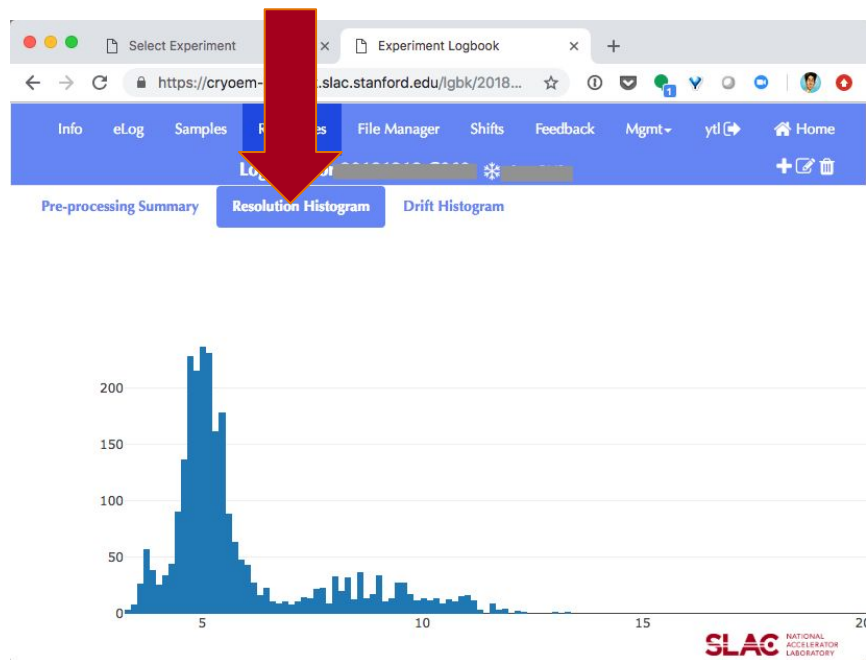 Select Experiment × Experiment Logbook × +
https://cryoem- .slac.stanford.edu/lgbk/2018... 1
Info eLog Samples File Manager Shifts Feedback Mgmt ytl Home
Pre-processing Summary Resolution Histogram Drift Histogram
200
150
100
50
0
5 10 15 20
SLAC NATIONAL
ACCELERATOR
LABORATORY